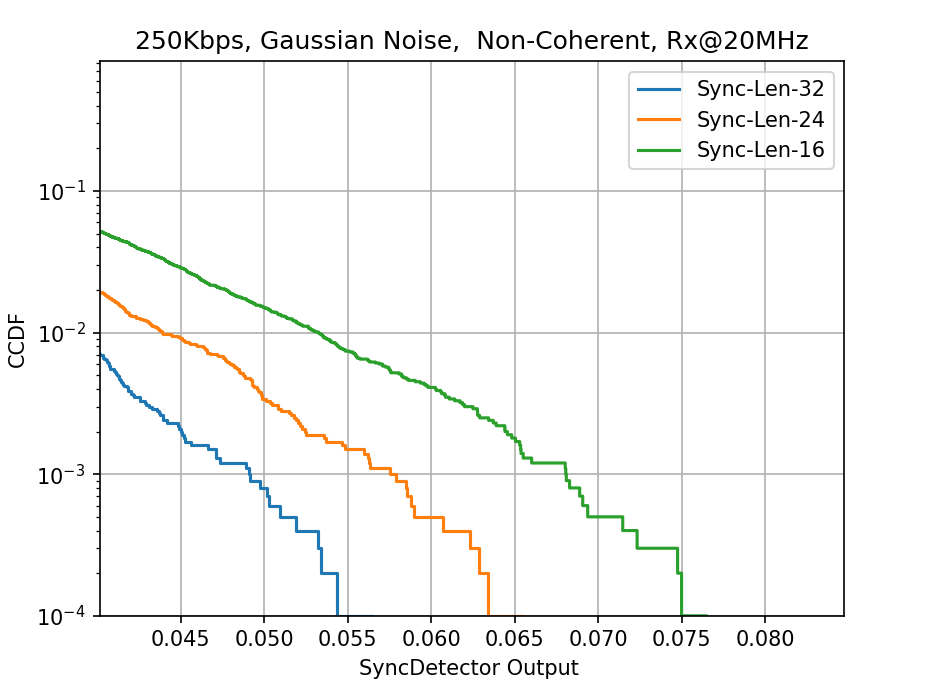 250Kbps, Gaussian Noise,  Non-Coherent, Rx@20MHz
Sync-Len-32
Sync-Len-24
Sync-Len-16
CCDF
10⁻¹
10⁻²
10⁻³
10⁻⁴
0.045 0.050 0.055 0.060 0.065 0.070 0.075 0.080
SyncDetector Output